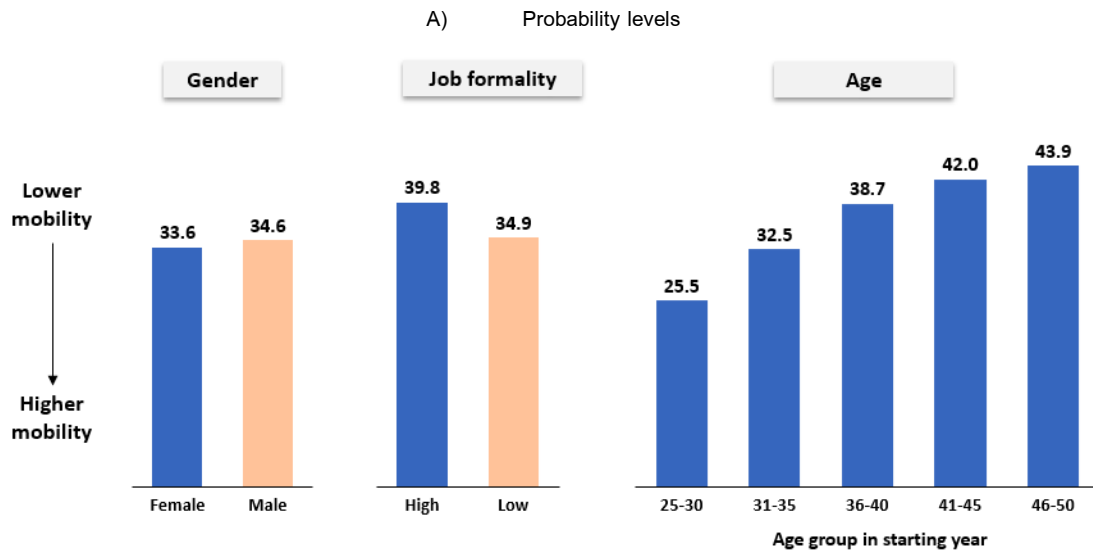 A) Probability levels
Gender
Job formality
Age
Lower
mobility
Higher
mobility
33.6
34.6
Female
Male
39.8
34.9
High
Low
25.5
32.5
38.7
42.0
43.9
25-30
31-35
36-40
41-45
46-50
Age group in starting year